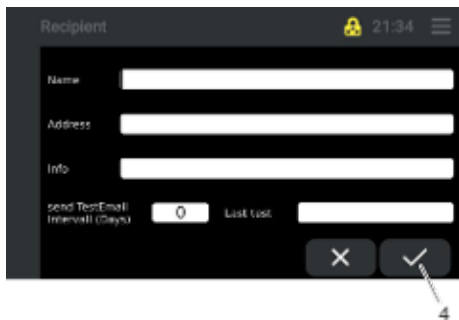 Recipient 21:34
Name
Address
Info
send TestEmail
Intervall (Days) 0 Last test
4